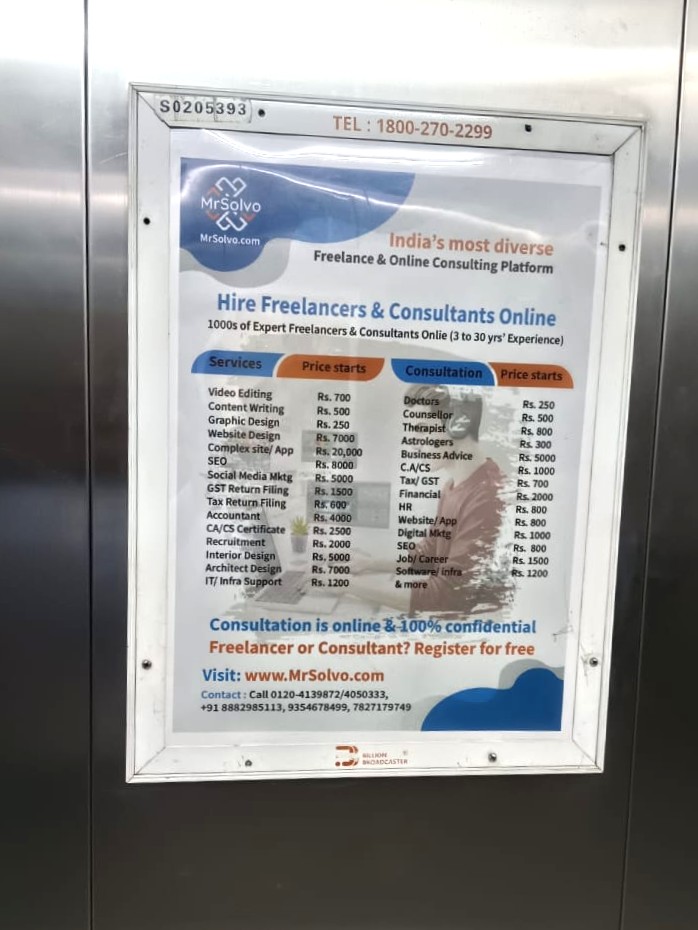 S0205393
TEL : 1800-270-2299
MrSolvo
MrSolvo.com
India's most diverse
Freelance & Online Consulting Platform
Hire Freelancers & Consultants Online
1000s of Expert Freelancers & Consultants Onlie (3 to 30 yrs' Experience)
Services Price starts Consultation Price starts
Video Editing Rs. 700 Doctors Rs. 250
Content Writing Rs. 500 Counsellor Rs. 500
Graphic Design Rs. 250 Therapist Rs. 800
Website Design Rs. 7000 Astrologers Rs. 300
Complex site/ App Rs. 20,000 Business Advice Rs. 5000
SEO Rs. 8000 C.A/CS Rs. 1000
Social Media Mktg Rs. 5000 Tax/ GST Rs. 700
GST Return Filing Rs. 1500 Financial Rs. 2000
Tax Return Filing Rs. 600 HR Rs. 800
Accountant Rs. 4000 Website/ App Rs. 800
CA/CS Certificate Rs. 2500 Digital Mktg Rs. 1000
Recruitment Rs. 2000 SEO Rs. 800
Interior Design Rs. 5000 Job/ Career Rs. 1500
Architect Design Rs. 7000 Software/ Infra Rs. 1200
IT/ Infra Support Rs. 1200 & more
Consultation is online & 100% confidential
Freelancer or Consultant? Register for free
Visit: www.MrSolvo.com
Contact : Call 0120-4139872/4050333,
+91 8882985113, 9354678499, 7827179749
BILLION
BROADCASTER